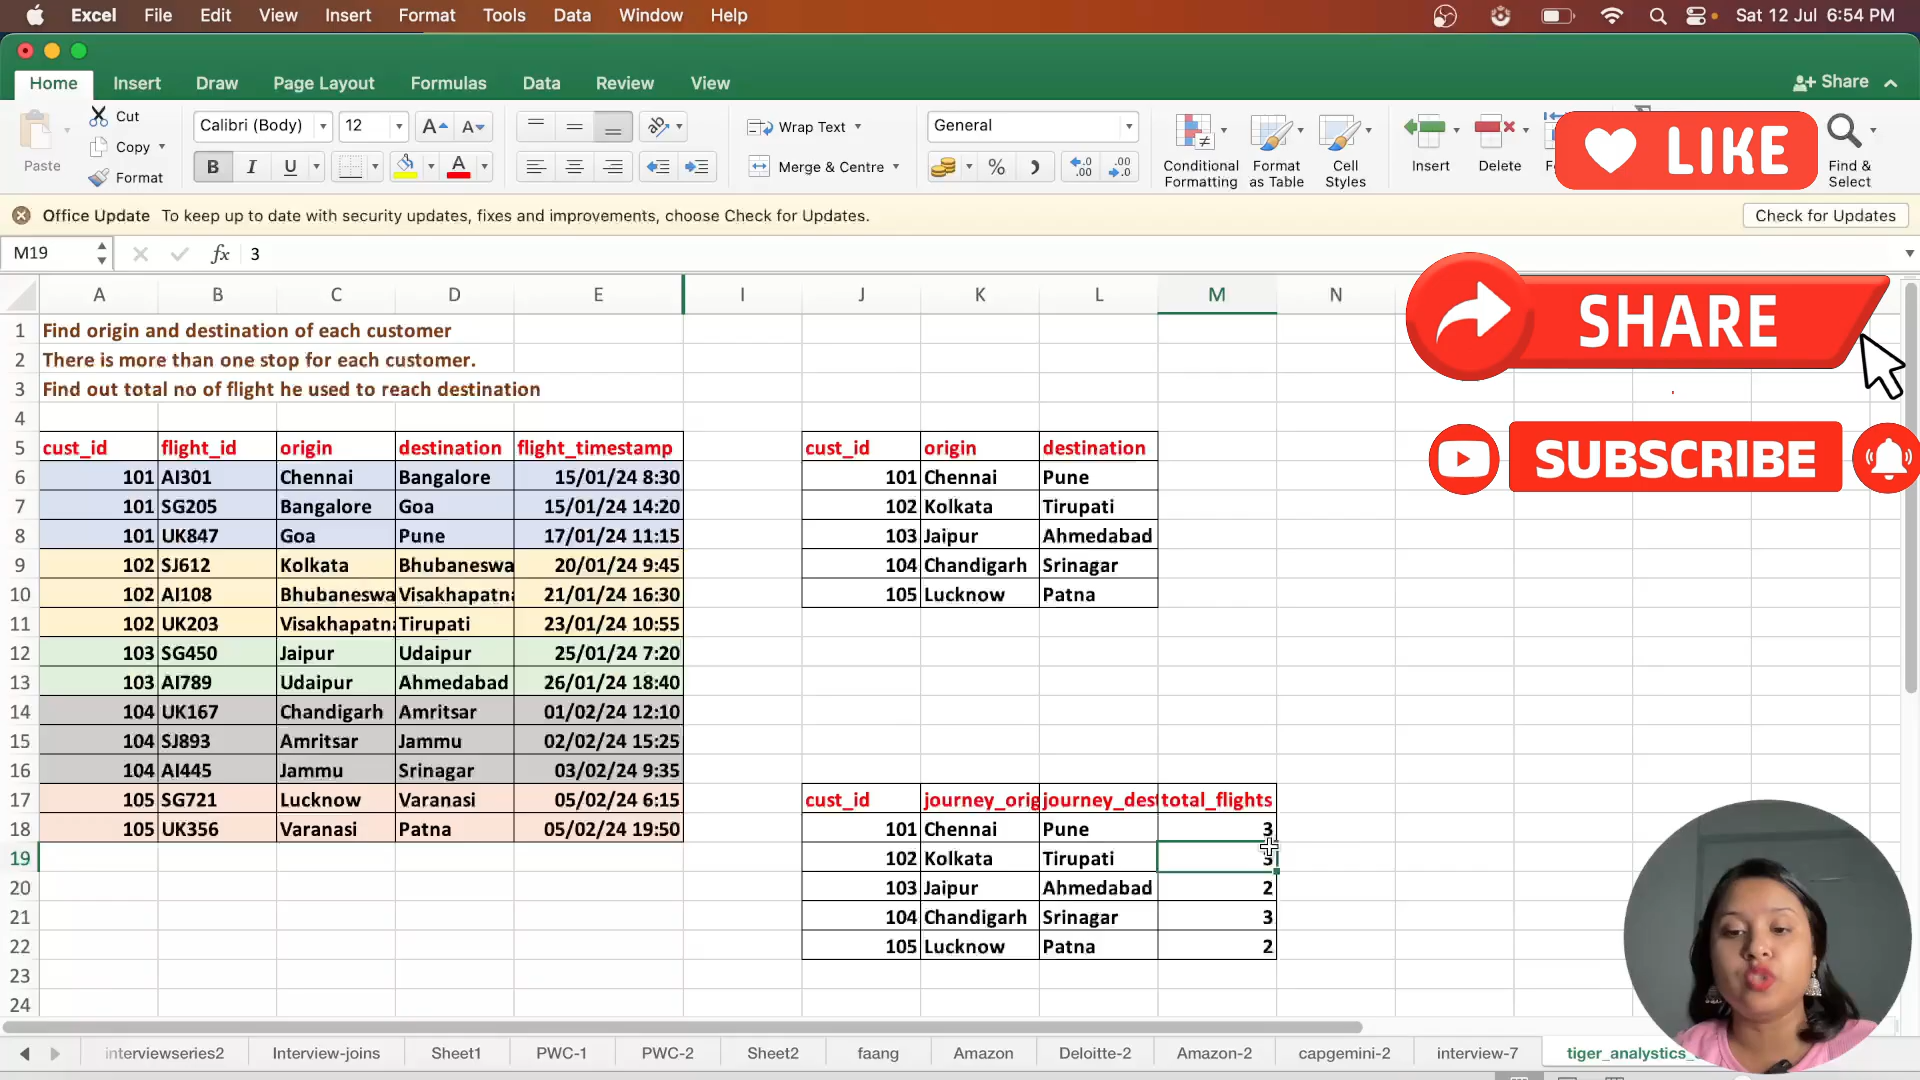 Excel File Edit View Insert Format Tools Data Window Help Sat 12 Jul 6:54 PM
Home Insert Draw Page Layout Formulas Data Review View Share
Paste Cut Copy Format
Calibri (Body) 12 A A
B I U A
Wrap Text
Merge & Centre
General
%
Conditional Formatting
Format as Table
Cell Styles
Insert Delete
Find & Select
LIKE
Office Update To keep up to date with security updates, fixes and improvements, choose Check for Updates. Check for Updates
M19 fx 3
A B C D E I J K L M N
SHARE
SUBSCRIBE
1 Find origin and destination of each customer
2 There is more than one stop for each customer.
3 Find out total no of flight he used to reach destination
4
5 cust_id flight_id origin destination flight_timestamp cust_id origin destination
6 101 AI301 Chennai Bangalore 15/01/24 8:30 101 Chennai Pune
7 101 SG205 Bangalore Goa 15/01/24 14:20 102 Kolkata Tirupati
8 101 UK847 Goa Pune 17/01/24 11:15 103 Jaipur Ahmedabad
9 102 SJ612 Kolkata Bhubaneswa 20/01/24 9:45 104 Chandigarh Srinagar
10 102 AI108 Bhubaneswa Visakhapatn 21/01/24 16:30 105 Lucknow Patna
11 102 UK203 Visakhapatn Tirupati 23/01/24 10:55
12 103 SG450 Jaipur Udaipur 25/01/24 7:20
13 103 AI789 Udaipur Ahmedabad 26/01/24 18:40
14 104 UK167 Chandigarh Amritsar 01/02/24 12:10
15 104 SJ893 Amritsar Jammu 02/02/24 15:25
16 104 AI445 Jammu Srinagar 03/02/24 9:35
17 105 SG721 Lucknow Varanasi 05/02/24 6:15 cust_id journey_orig journey_dest total_flights
18 105 UK356 Varanasi Patna 05/02/24 19:50 101 Chennai Pune 3
19 102 Kolkata Tirupati 3
20 103 Jaipur Ahmedabad 2
21 104 Chandigarh Srinagar 3
22 105 Lucknow Patna 2
23
24
interviewseries2 Interview-joins Sheet1 PWC-1 PWC-2 Sheet2 faang Amazon Deloitte-2 Amazon-2 capgemini-2 interview-7 tiger_analystics_